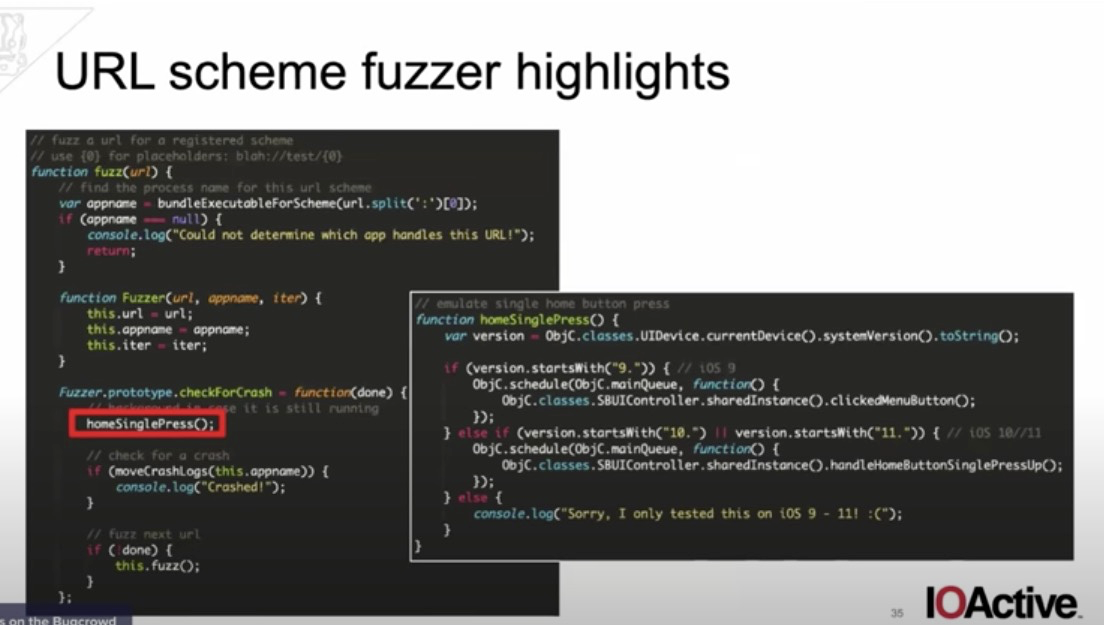 URL scheme fuzzer highlights
// fuzz a url for a registered scheme
// use {0} for placeholders: blah://test/{0}
function fuzz(url) {
// find the process name for this url scheme
var appname = bundleExecutableForScheme(url.split(':')[0]);
if (appname === null) {
console.log("Could not determine which app handles this URL!");
return;
}
function Fuzzer(url, appname, iter) {
this.url = url;
this.appname = appname;
this.iter = iter;
}
Fuzzer.prototype.checkForCrash = function(done) {
// background in case it is still running
homeSinglePress();
// check for a crash
if (moveCrashLogs(this.appname)) {
console.log("Crashed!");
}
// fuzz next url
if (!done) {
this.fuzz();
}
};
// emulate single home button press
function homeSinglePress() {
var version = ObjC.classes.UIDevice.currentDevice().systemVersion().toString();
if (version.startsWith("9.")) { // iOS 9
ObjC.schedule(ObjC.mainQueue, function() {
ObjC.classes.SBUIController.sharedInstance().clickedMenuButton();
});
} else if (version.startsWith("10.") || version.startsWith("11.")) { // iOS 10//11
ObjC.schedule(ObjC.mainQueue, function() {
ObjC.classes.SBUIController.sharedInstance().handleHomeButtonSinglePressUp();
});
} else {
console.log("Sorry, I only tested this on iOS 9 - 11! :(");
}
}
s on the Bugcrowd
35
IOActive